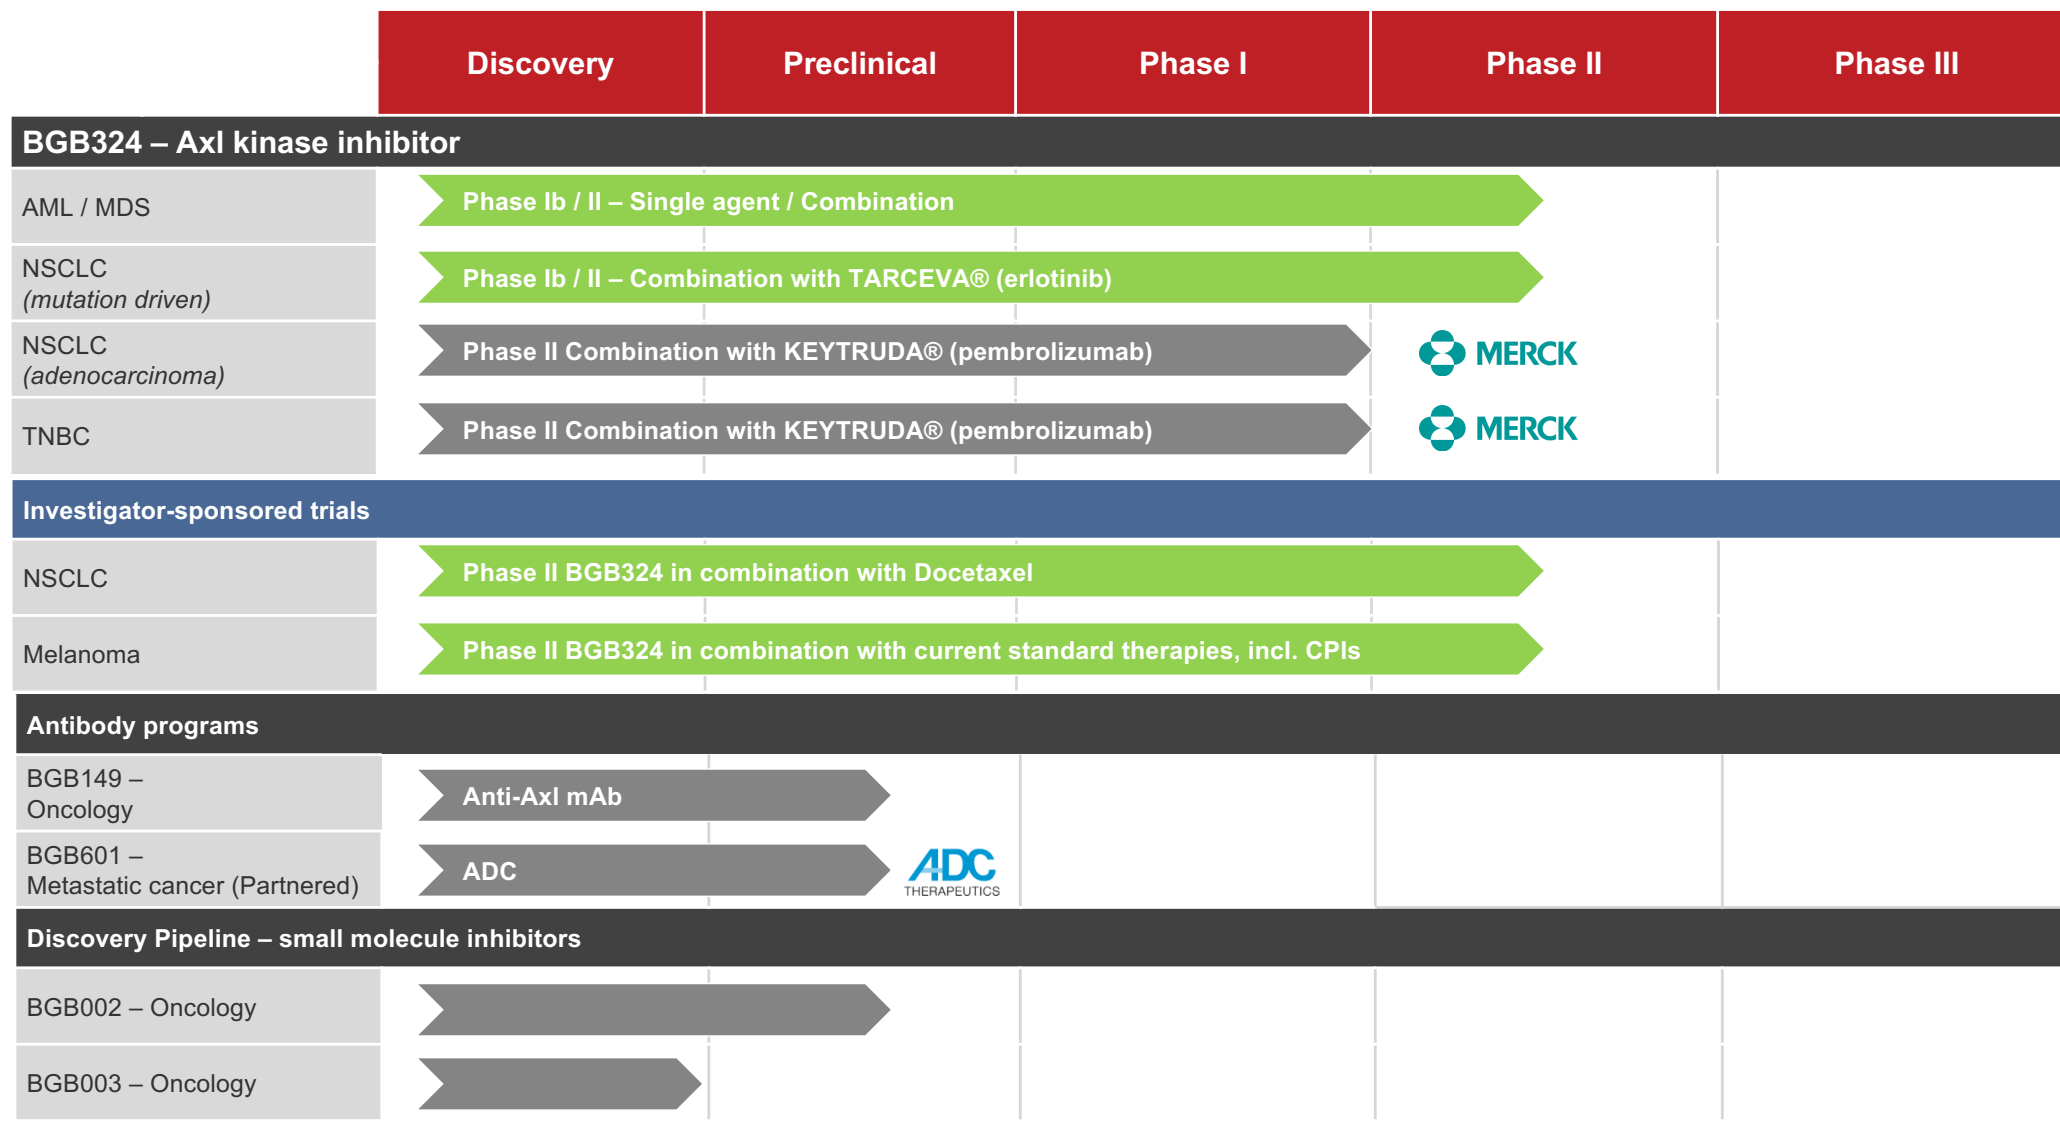 Discovery Preclinical Phase I Phase II Phase III
BGB324 – Axl kinase inhibitor
AML / MDS
Phase Ib / II – Single agent / Combination
NSCLC
(mutation driven)
Phase Ib / II – Combination with TARCEVA® (erlotinib)
NSCLC
(adenocarcinoma)
Phase II Combination with KEYTRUDA® (pembrolizumab)
MERCK
TNBC
Phase II Combination with KEYTRUDA® (pembrolizumab)
MERCK
Investigator-sponsored trials
NSCLC
Phase II BGB324 in combination with Docetaxel
Melanoma
Phase II BGB324 in combination with current standard therapies, incl. CPIs
Antibody programs
BGB149 –
Oncology
Anti-Axl mAb
BGB601 –
Metastatic cancer (Partnered)
ADC
ADC
THERAPEUTICS
Discovery Pipeline – small molecule inhibitors
BGB002 – Oncology
BGB003 – Oncology